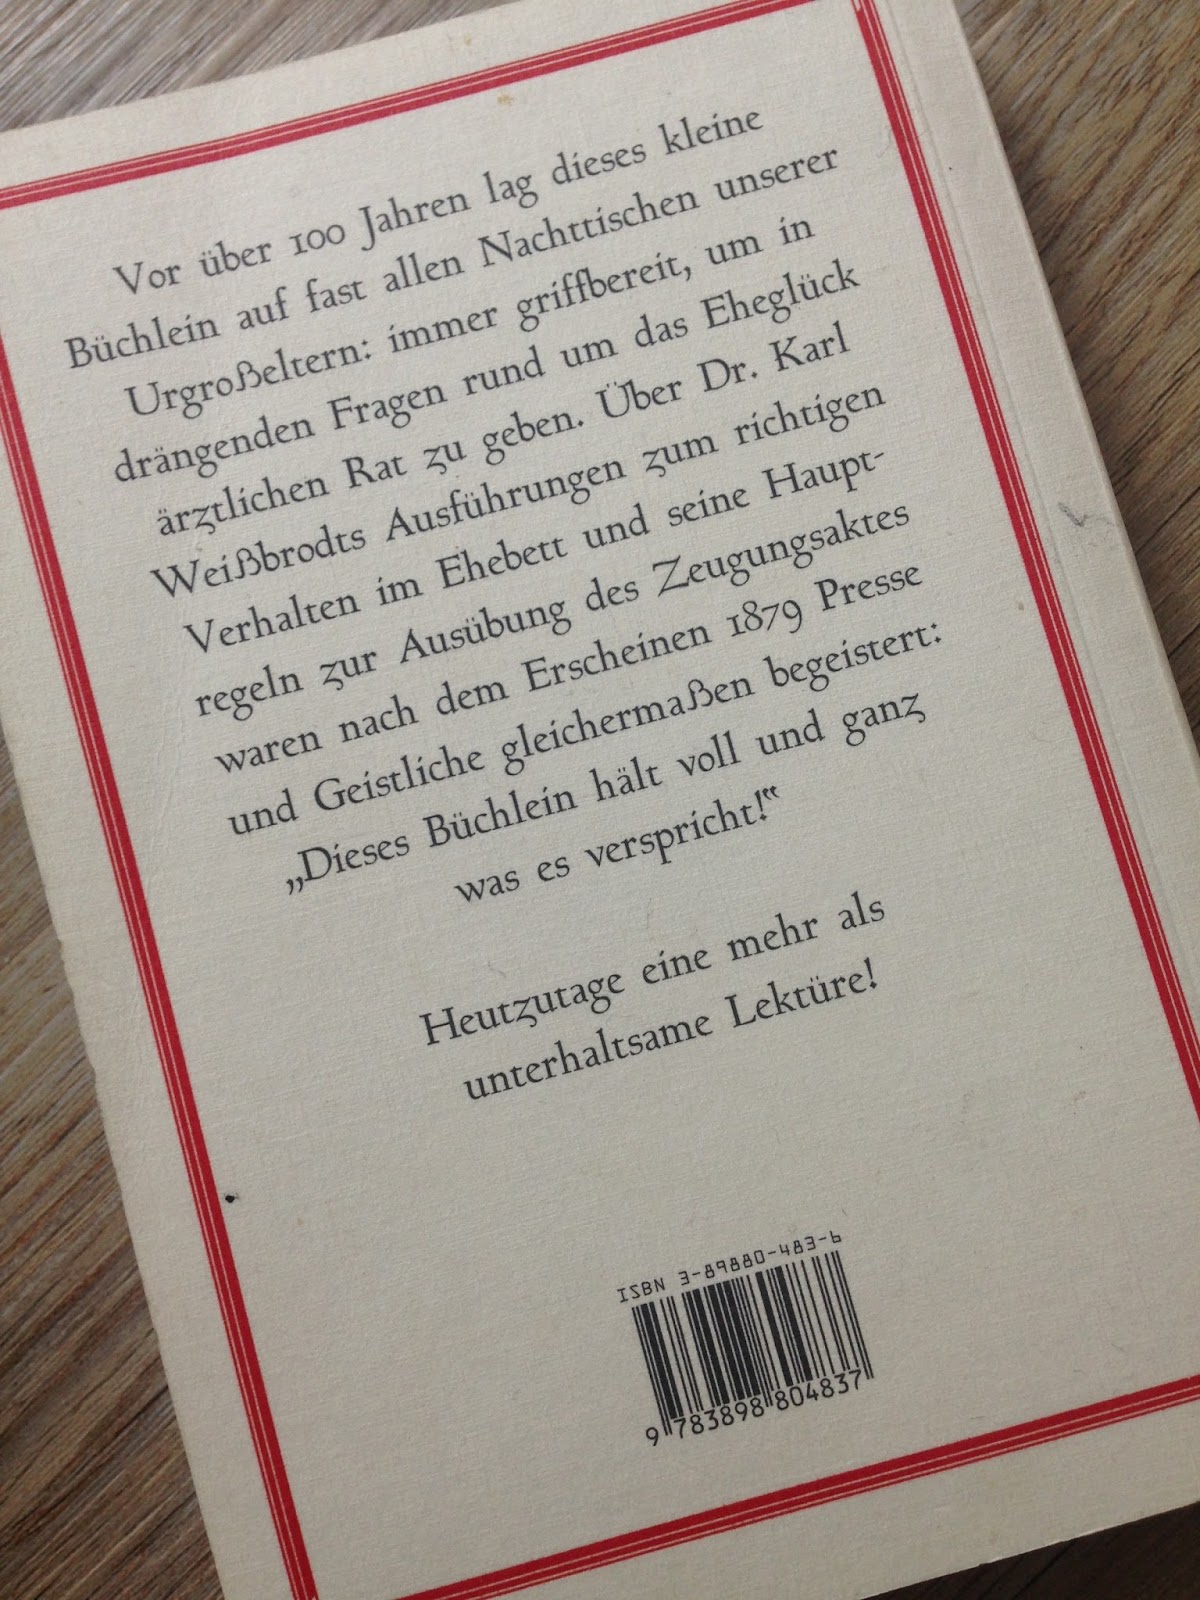 Vor über 100 Jahren lag dieses kleine
Büchlein auf fast allen Nachttischen unserer
Urgroßeltern: immer griffbereit, um in
drängenden Fragen rund um das Eheglück
ärztlichen Rat zu geben. Über Dr. Karl
Weißbrodts Ausführungen zum richtigen
Verhalten im Ehebett und seine Haupt-
regeln zur Ausübung des Zeugungsaktes
waren nach dem Erscheinen 1879 Presse
und Geistliche gleichermaßen begeistert:
„Dieses Büchlein hält voll und ganz
was es verspricht!“
Heutzutage eine mehr als
unterhaltsame Lektüre!
ISBN 3-89880-483-6
9 783898 804837